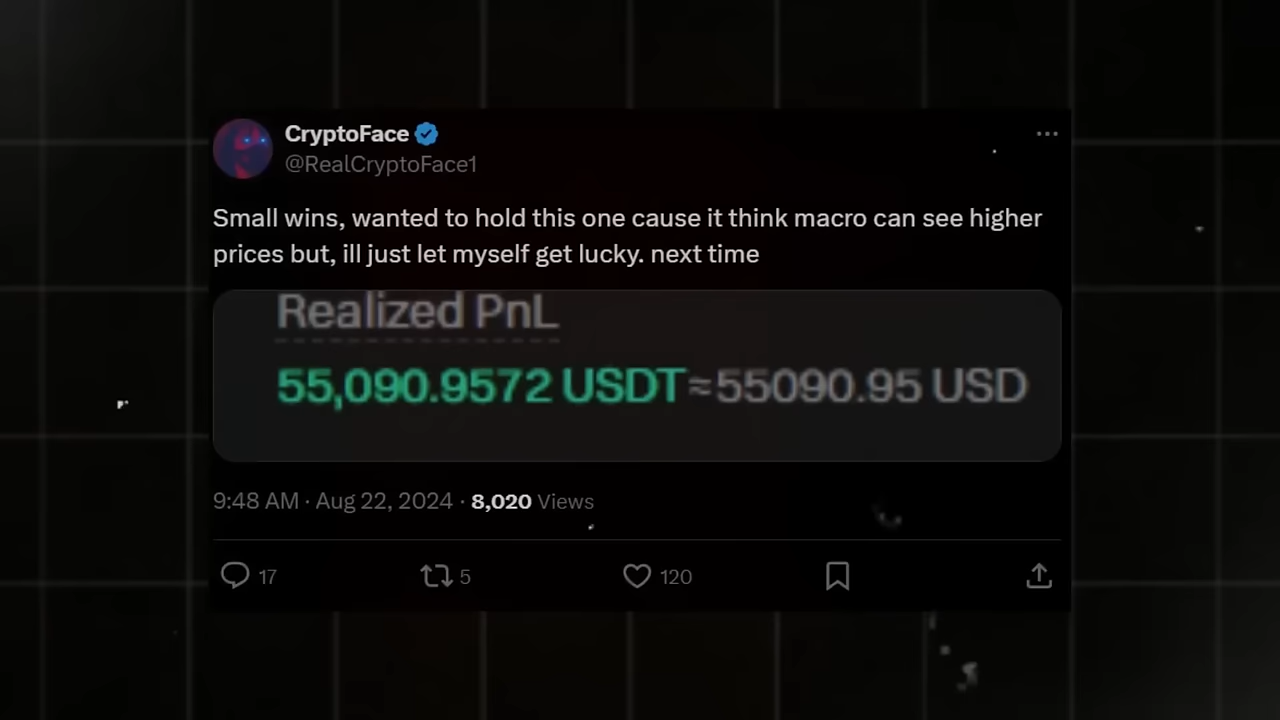 CryptoFace
@RealCryptoFace1
Small wins, wanted to hold this one cause it think macro can see higher
prices but, ill just let myself get lucky. next time
Realized PnL
55,090.9572 USDT≈55090.95 USD
9:48 AM · Aug 22, 2024 · 8,020 Views
17 5 120